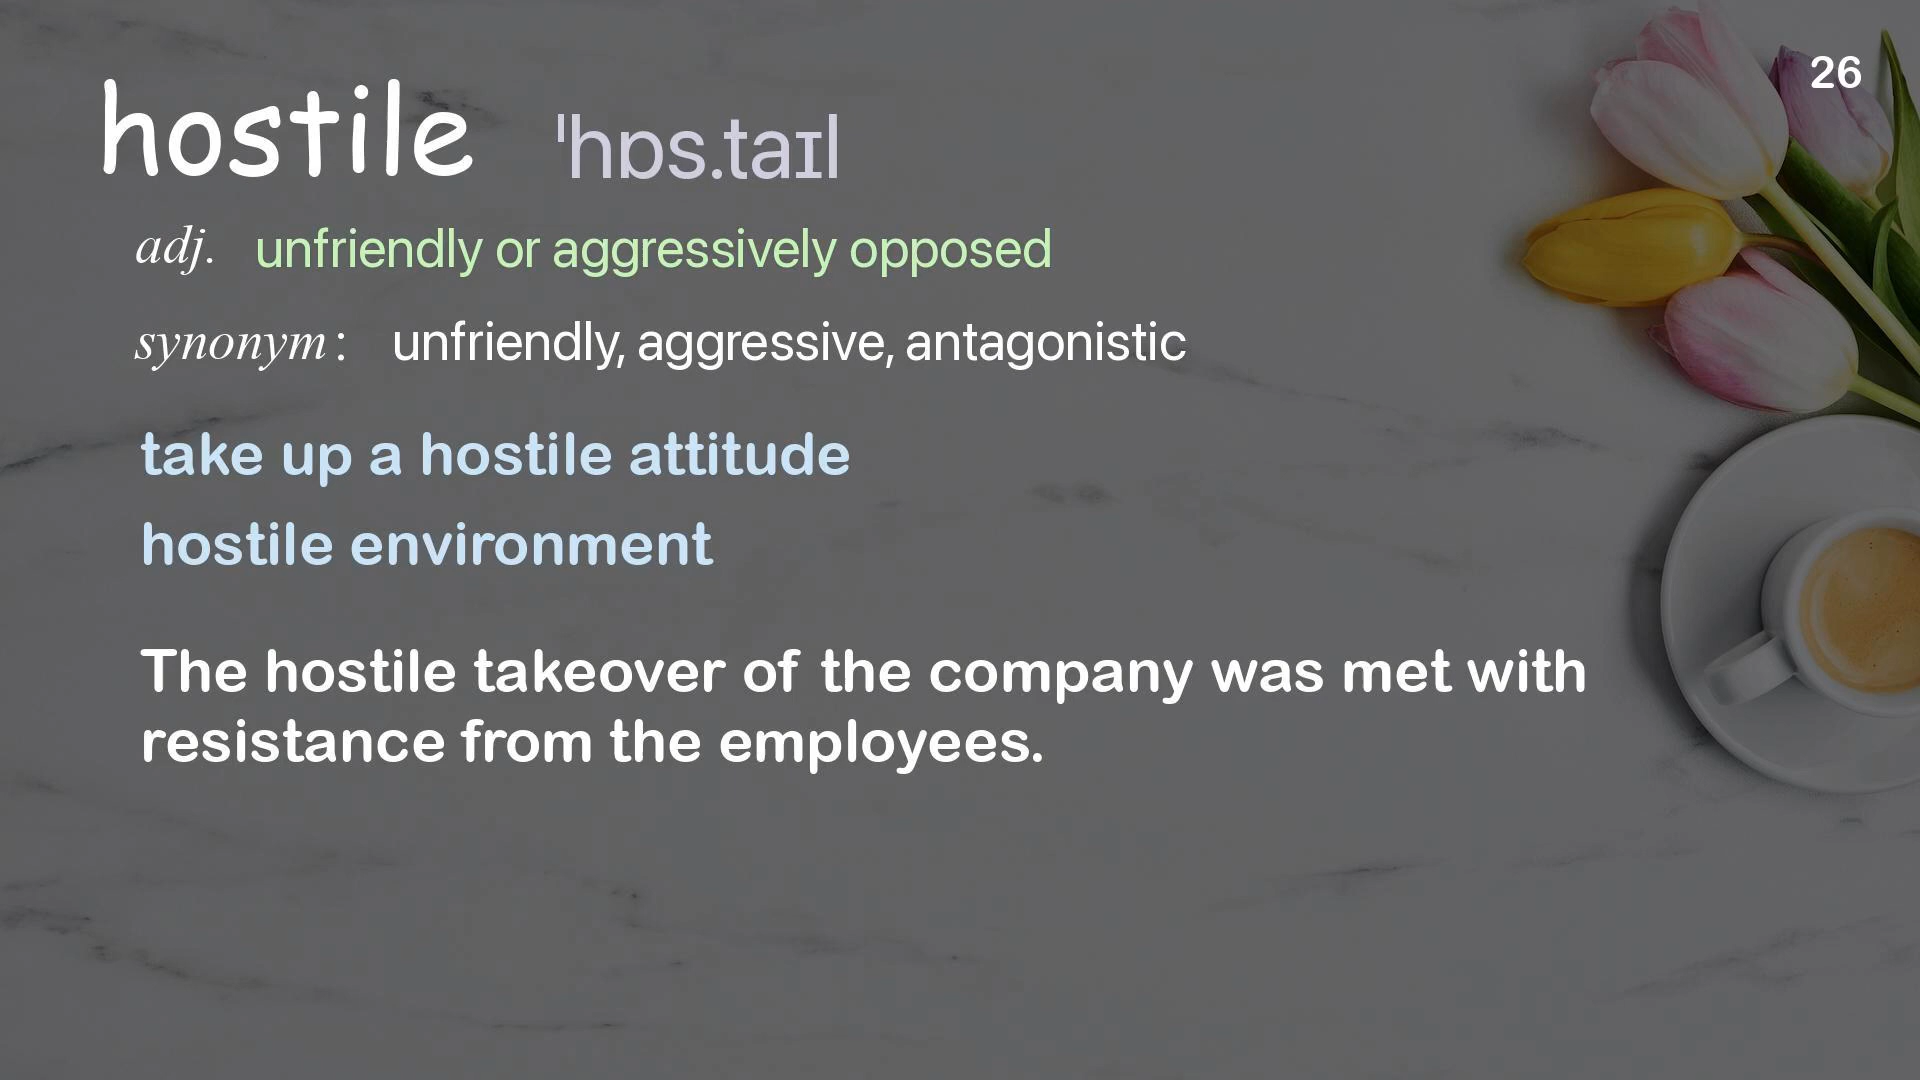 26
hostile ˈhɒs.taɪl
adj. unfriendly or aggressively opposed
synonym : unfriendly, aggressive, antagonistic
take up a hostile attitude
hostile environment
The hostile takeover of the company was met with
resistance from the employees.